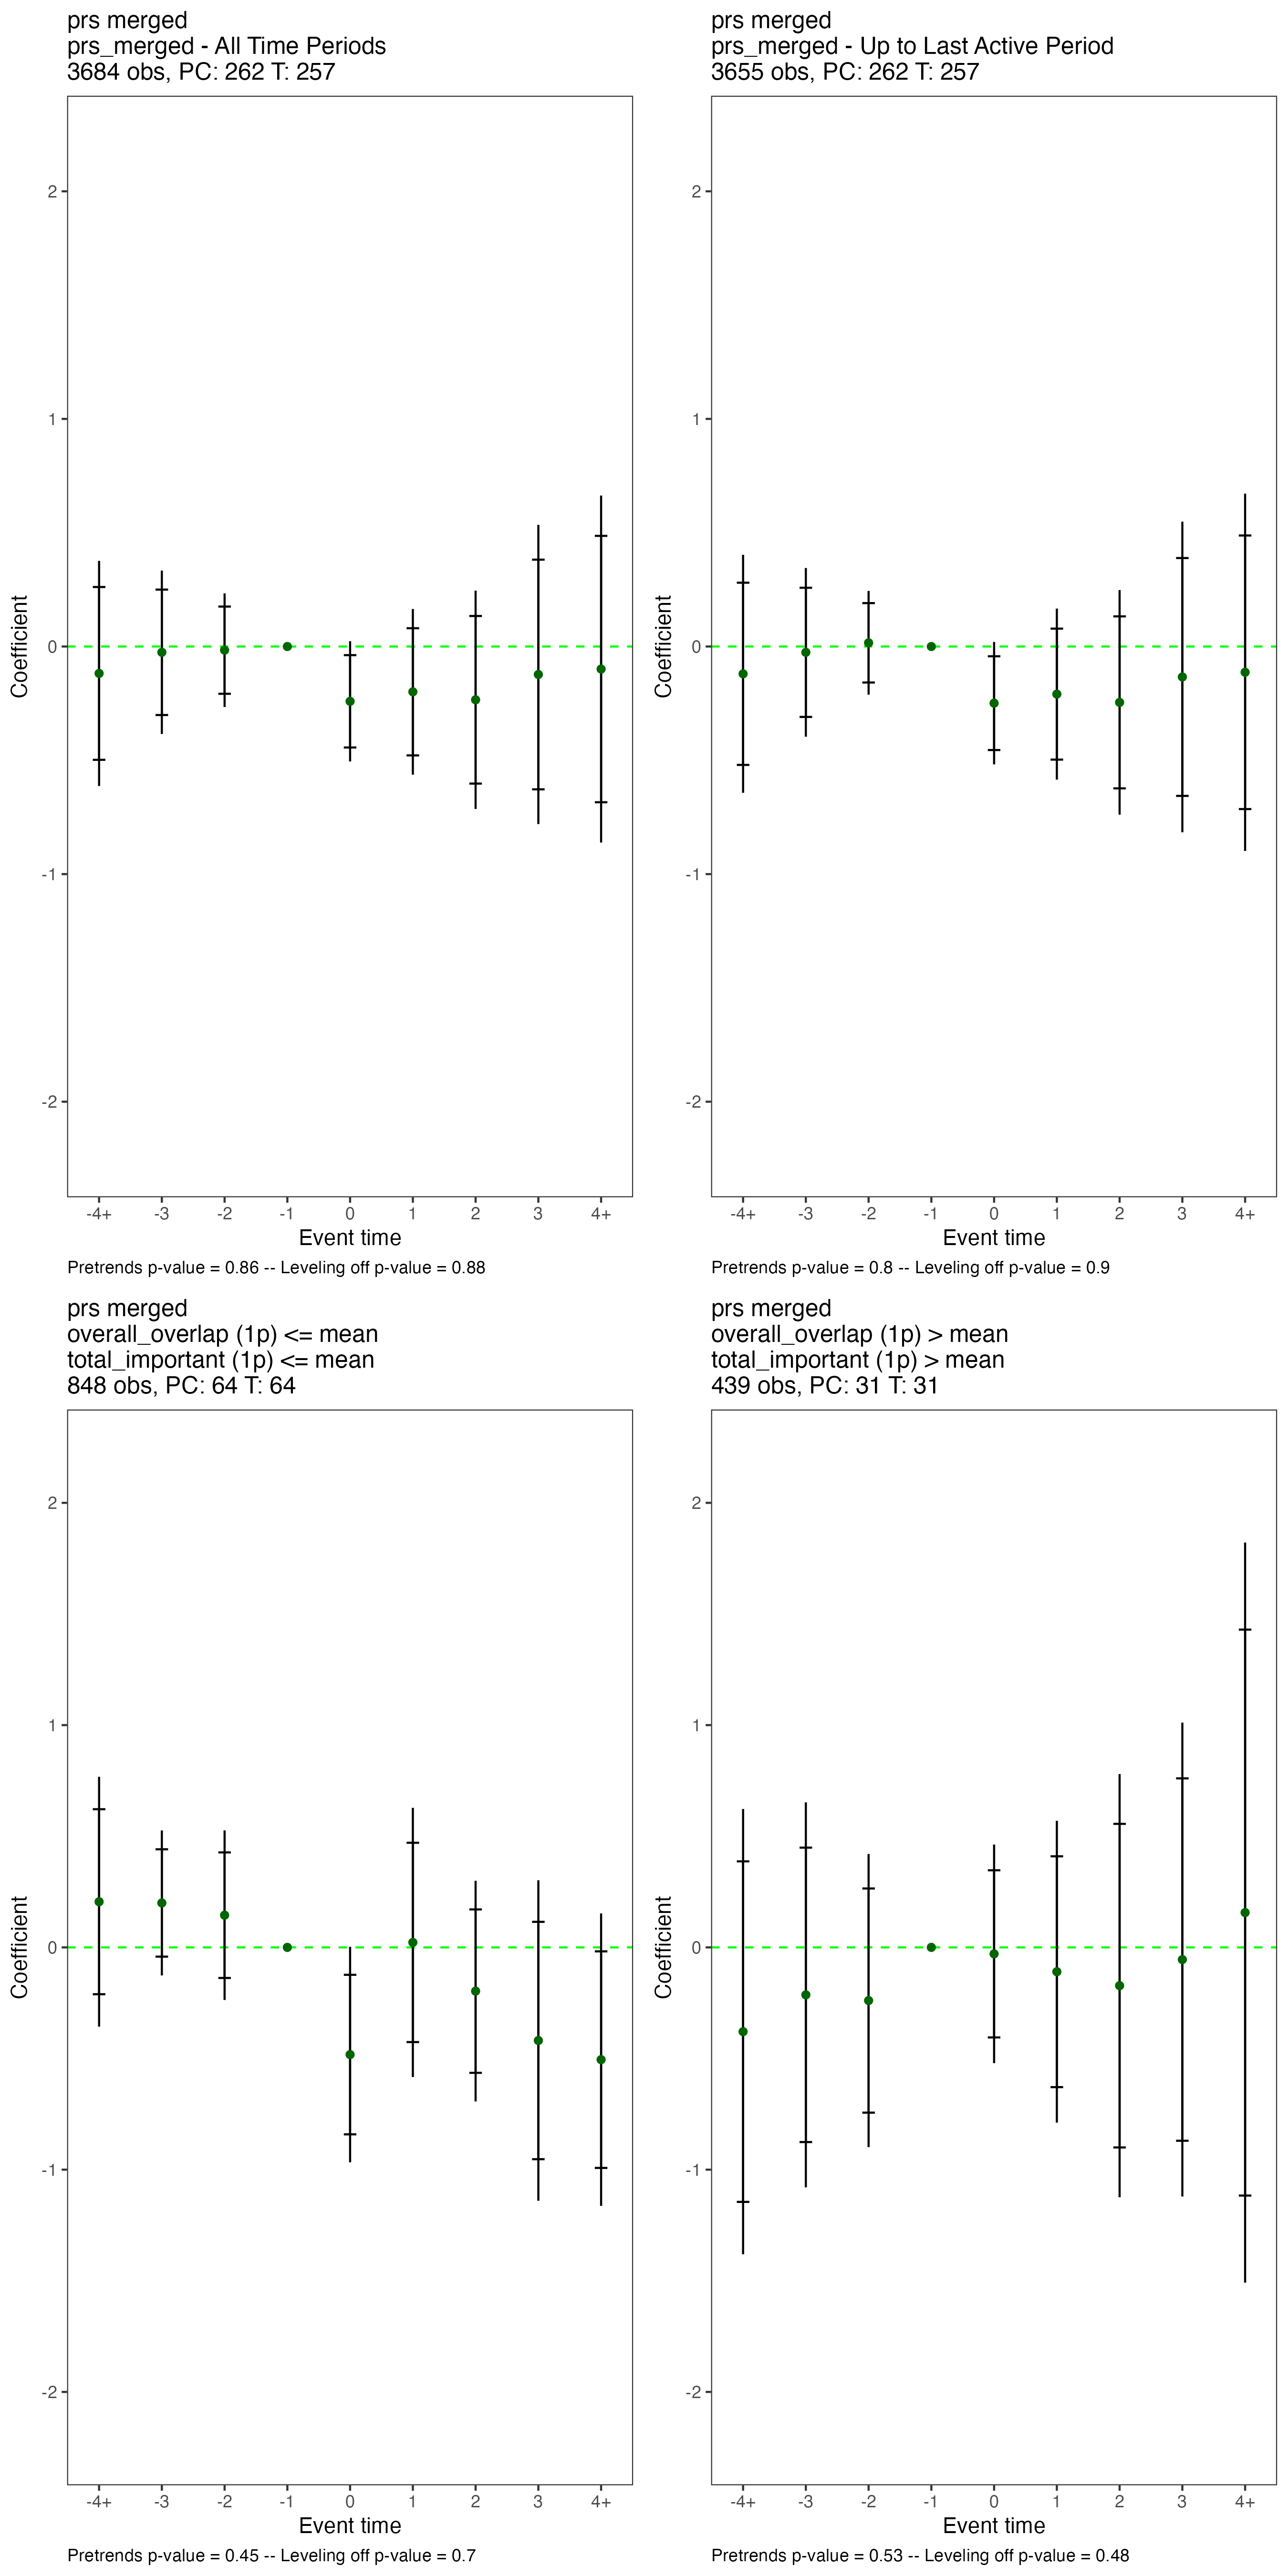 prs merged
prs_merged - All Time Periods
3684 obs, PC: 262 T: 257
2
1
0
-1
-2
Coefficient
-4+ -3 -2 -1 0 1 2 3 4+
Event time
Pretrends p-value = 0.86 -- Leveling off p-value = 0.88
prs merged
prs_merged - Up to Last Active Period
3655 obs, PC: 262 T: 257
2
1
0
-1
-2
Coefficient
-4+ -3 -2 -1 0 1 2 3 4+
Event time
Pretrends p-value = 0.8 -- Leveling off p-value = 0.9
prs merged
overall_overlap (1p) <= mean
total_important (1p) <= mean
848 obs, PC: 64 T: 64
2
1
0
-1
-2
Coefficient
-4+ -3 -2 -1 0 1 2 3 4+
Event time
Pretrends p-value = 0.45 -- Leveling off p-value = 0.7
prs merged
overall_overlap (1p) > mean
total_important (1p) > mean
439 obs, PC: 31 T: 31
2
1
0
-1
-2
Coefficient
-4+ -3 -2 -1 0 1 2 3 4+
Event time
Pretrends p-value = 0.53 -- Leveling off p-value = 0.48